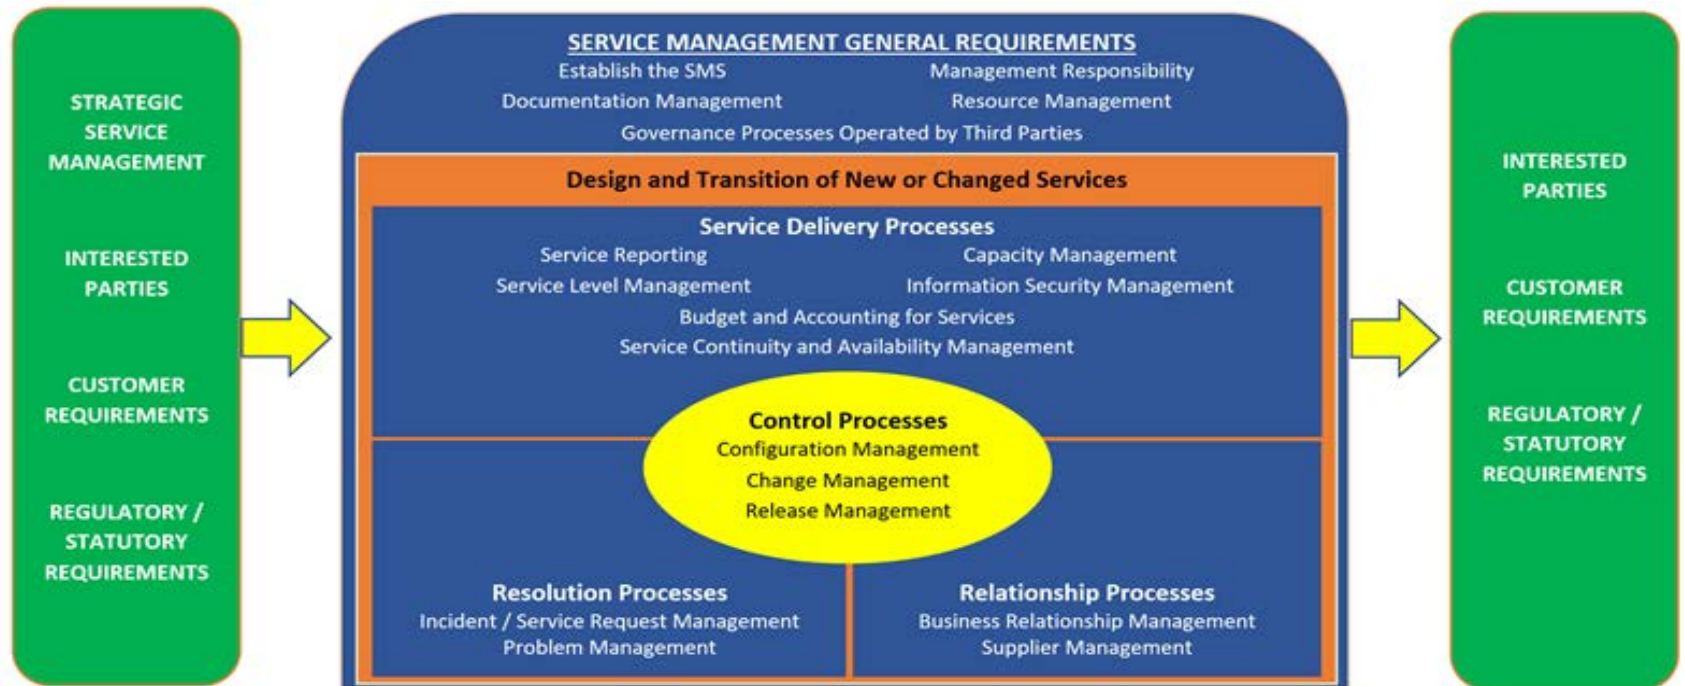 STRATEGIC
SERVICE
MANAGEMENT
INTERESTED
PARTIES
CUSTOMER
REQUIREMENTS
REGULATORY /
STATUTORY
REQUIREMENTS
SERVICE MANAGEMENT GENERAL REQUIREMENTS
Establish the SMS
Management Responsibility
Documentation Management
Resource Management
Governance Processes Operated by Third Parties
Design and Transition of New or Changed Services
Service Delivery Processes
Service Reporting
Capacity Management
Service Level Management
Information Security Management
Budget and Accounting for Services
Service Continuity and Availability Management
Control Processes
Configuration Management
Change Management
Release Management
Resolution Processes
Incident / Service Request Management
Problem Management
Relationship Processes
Business Relationship Management
Supplier Management
INTERESTED
PARTIES
CUSTOMER
REQUIREMENTS
REGULATORY /
STATUTORY
REQUIREMENTS